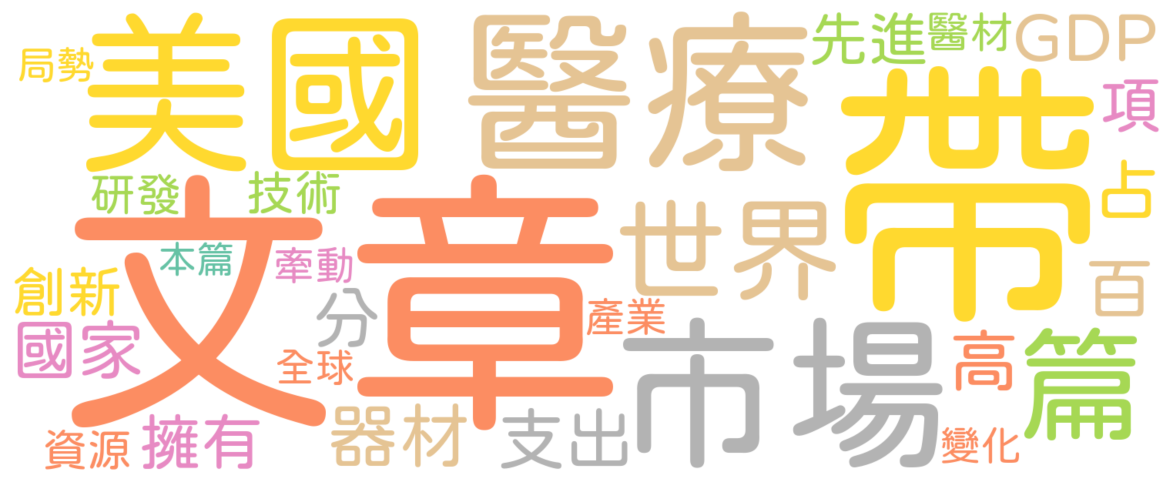 局勢
美國
醫療
先進
醫材
GDP
帶
項
占
研發
技術
文章
世界
本篇
牽動
創新
分
產業
百
國家
全球
市場
高
篇
資源
擁有
器材
支出
變化